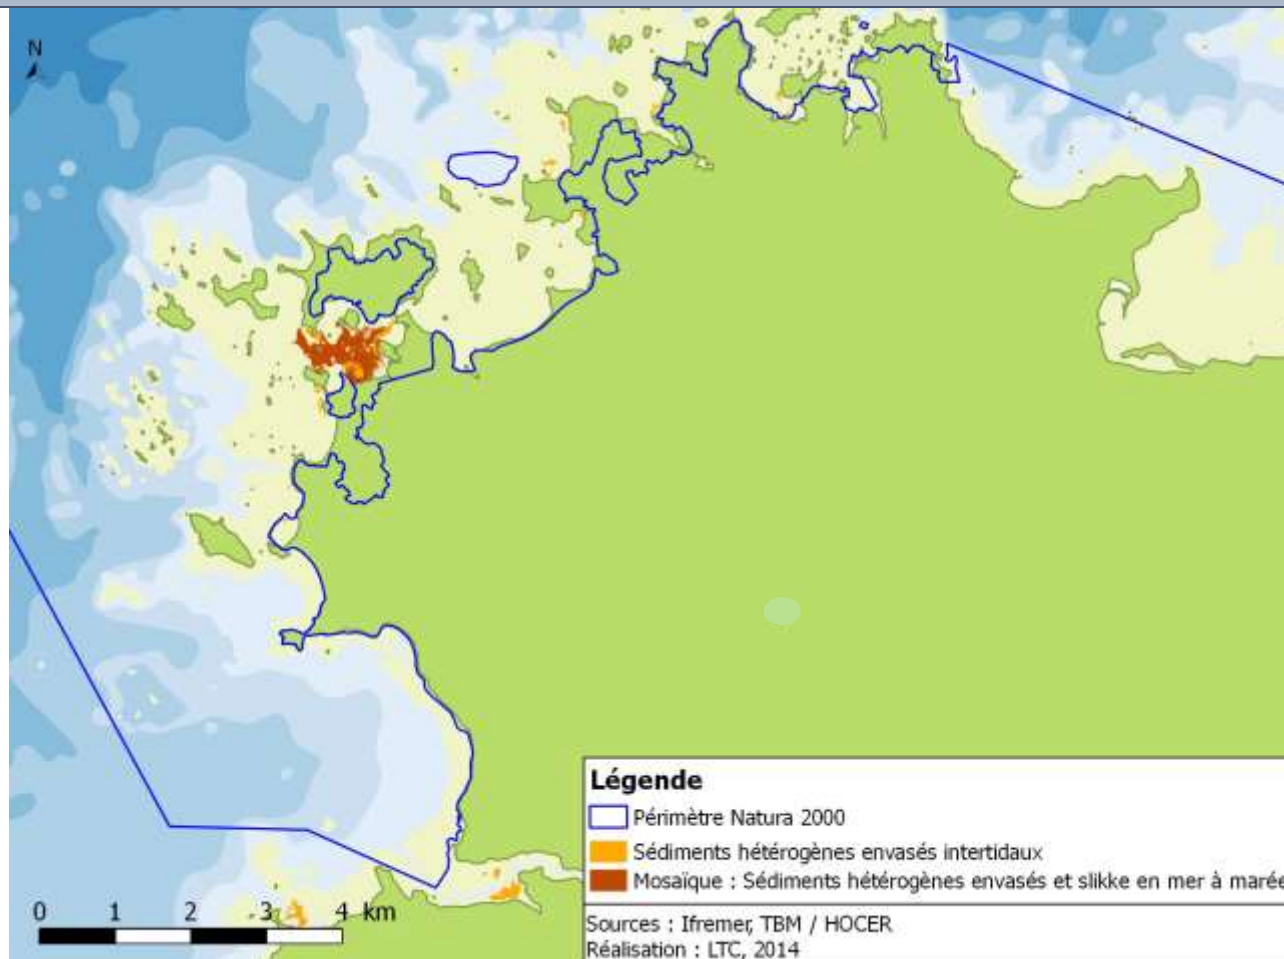 N
Légende
Périmètre Natura 2000
Sédiments hétérogènes envasés intertidaux
Mosaïque : Sédiments hétérogènes envasés et slikke en mer à marée
0 1 2 3 4 km
Sources : Ifremer, TBM / HOCER
Réalisation : LTC, 2014